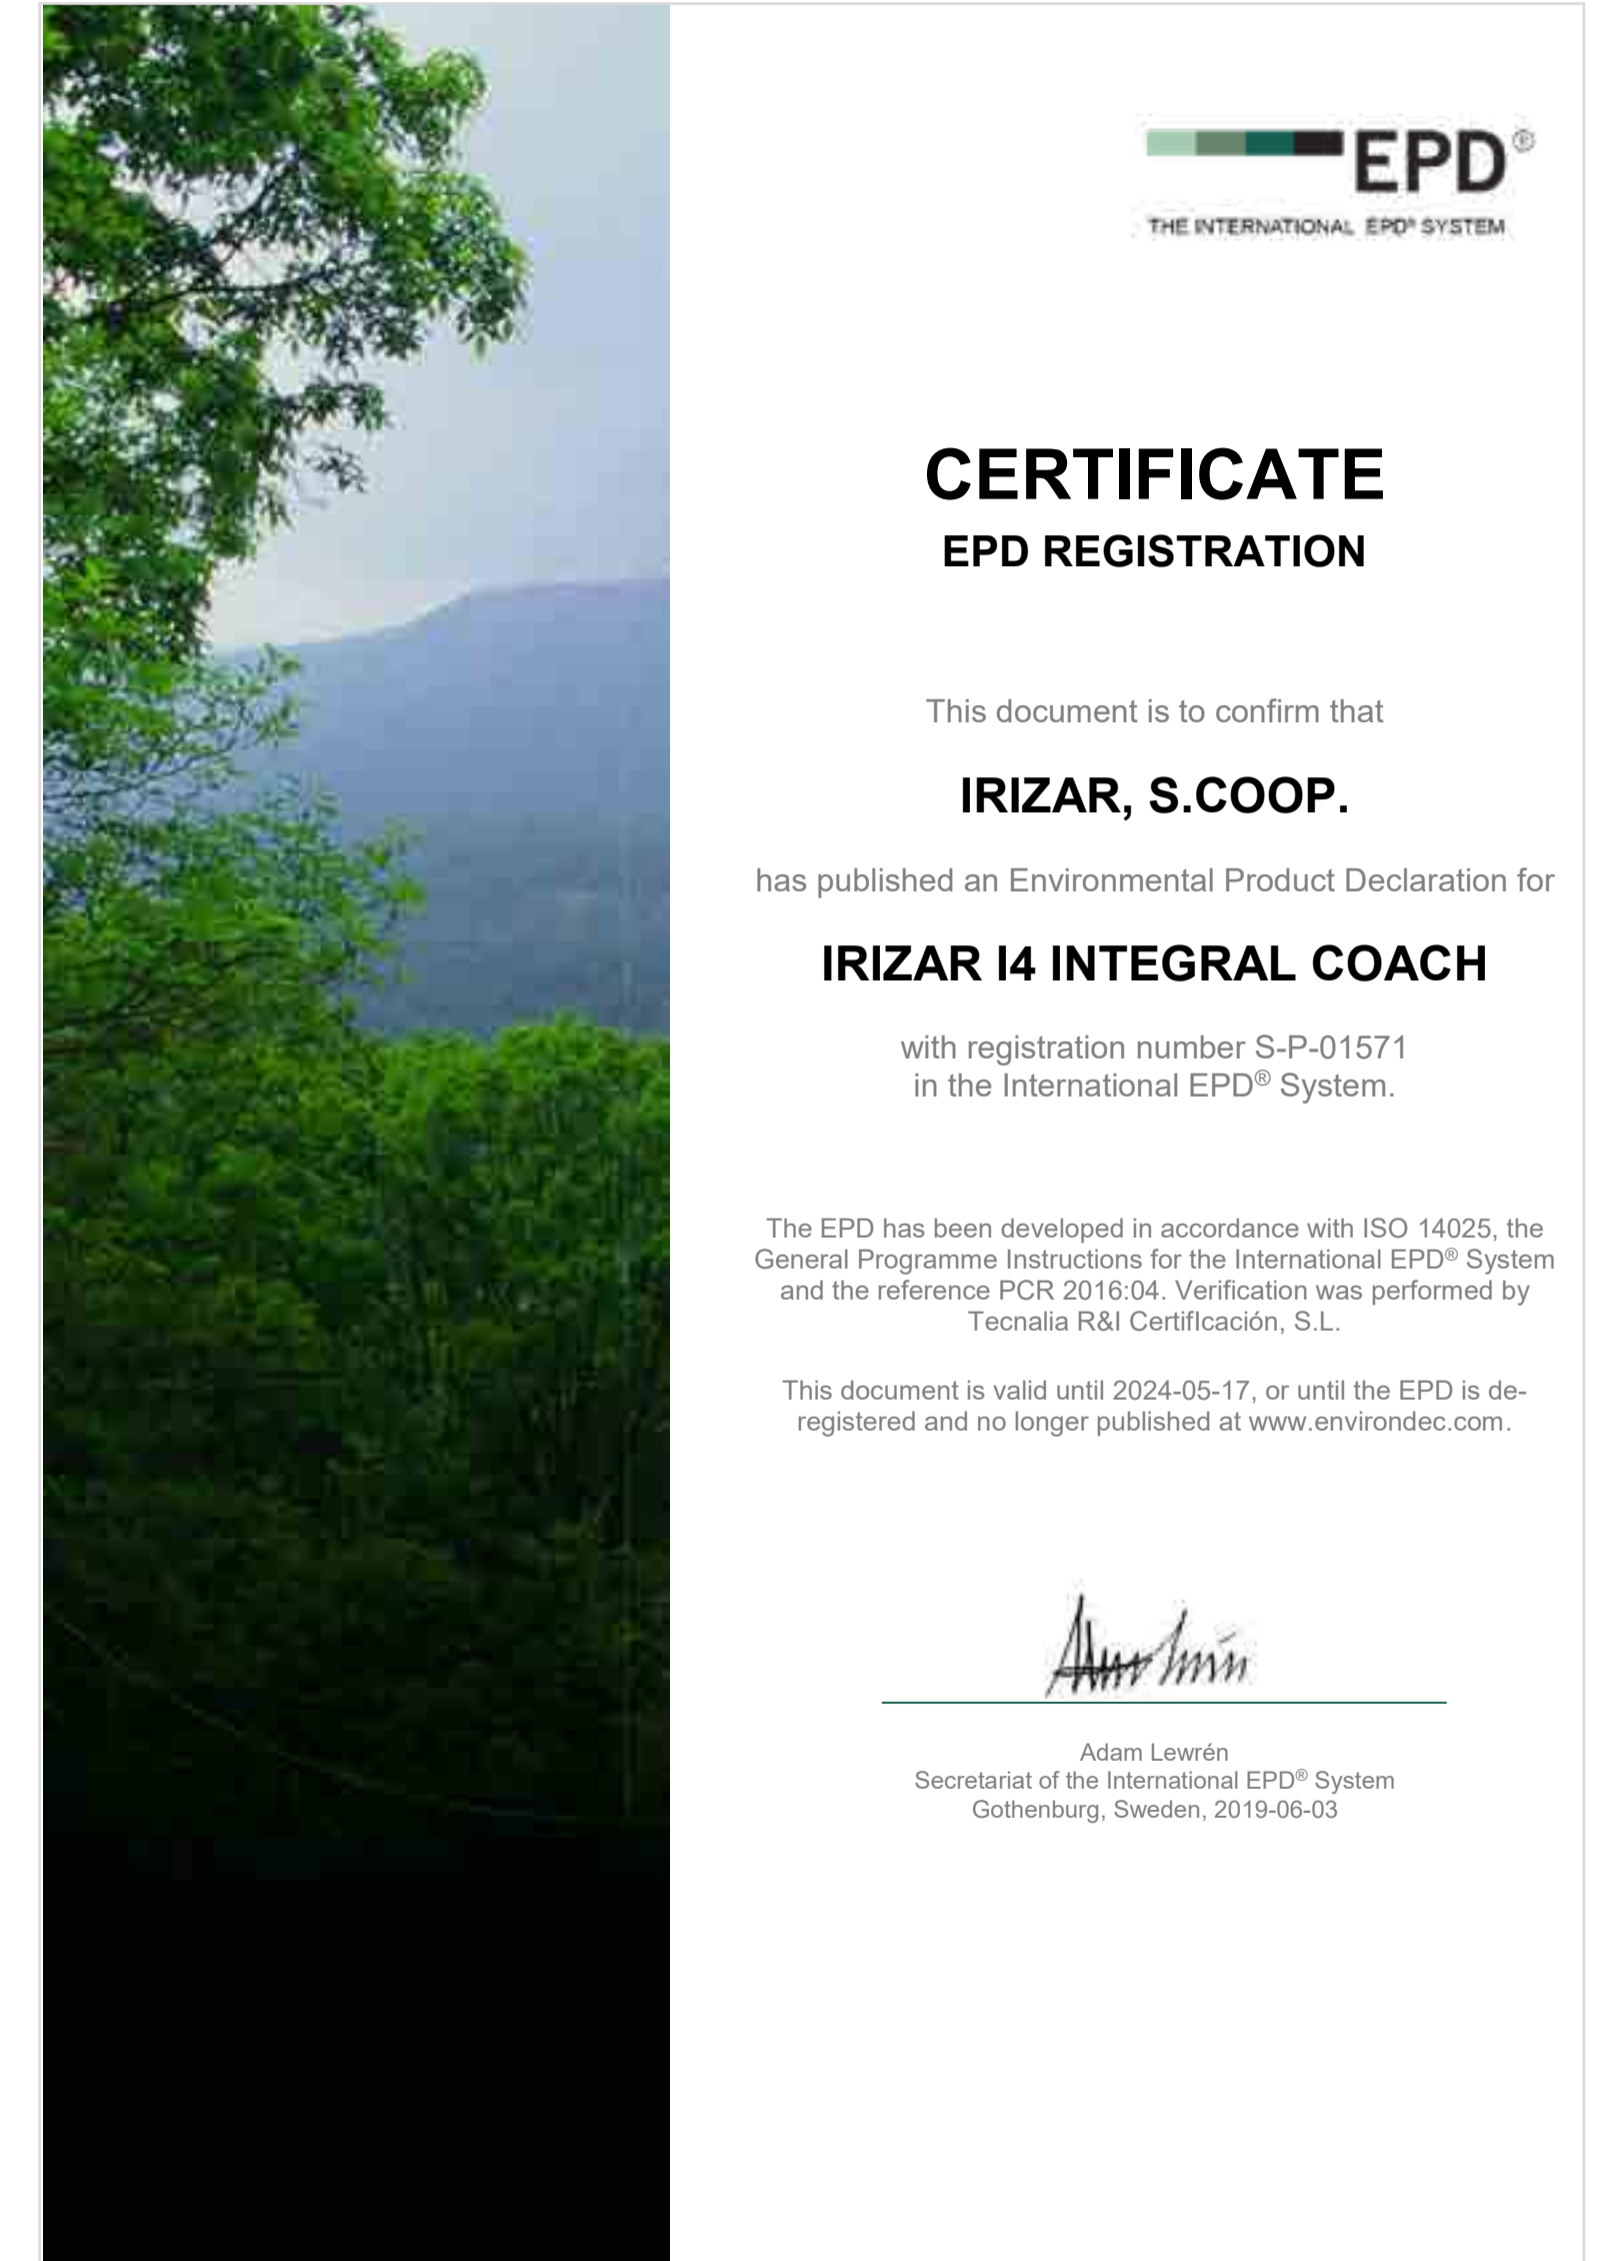 EPD®
THE INTERNATIONAL EPD® SYSTEM
CERTIFICATE
EPD REGISTRATION
This document is to confirm that
IRIZAR, S.COOP.
has published an Environmental Product Declaration for
IRIZAR I4 INTEGRAL COACH
with registration number S-P-01571
in the International EPD® System.
The EPD has been developed in accordance with ISO 14025, the
General Programme Instructions for the International EPD® System
and the reference PCR 2016:04. Verification was performed by
Tecnalia R&I CertifIcación, S.L.
This document is valid until 2024-05-17, or until the EPD is de-
registered and no longer published at www.environdec.com.
Adam Lewrén
Secretariat of the International EPD® System
Gothenburg, Sweden, 2019-06-03